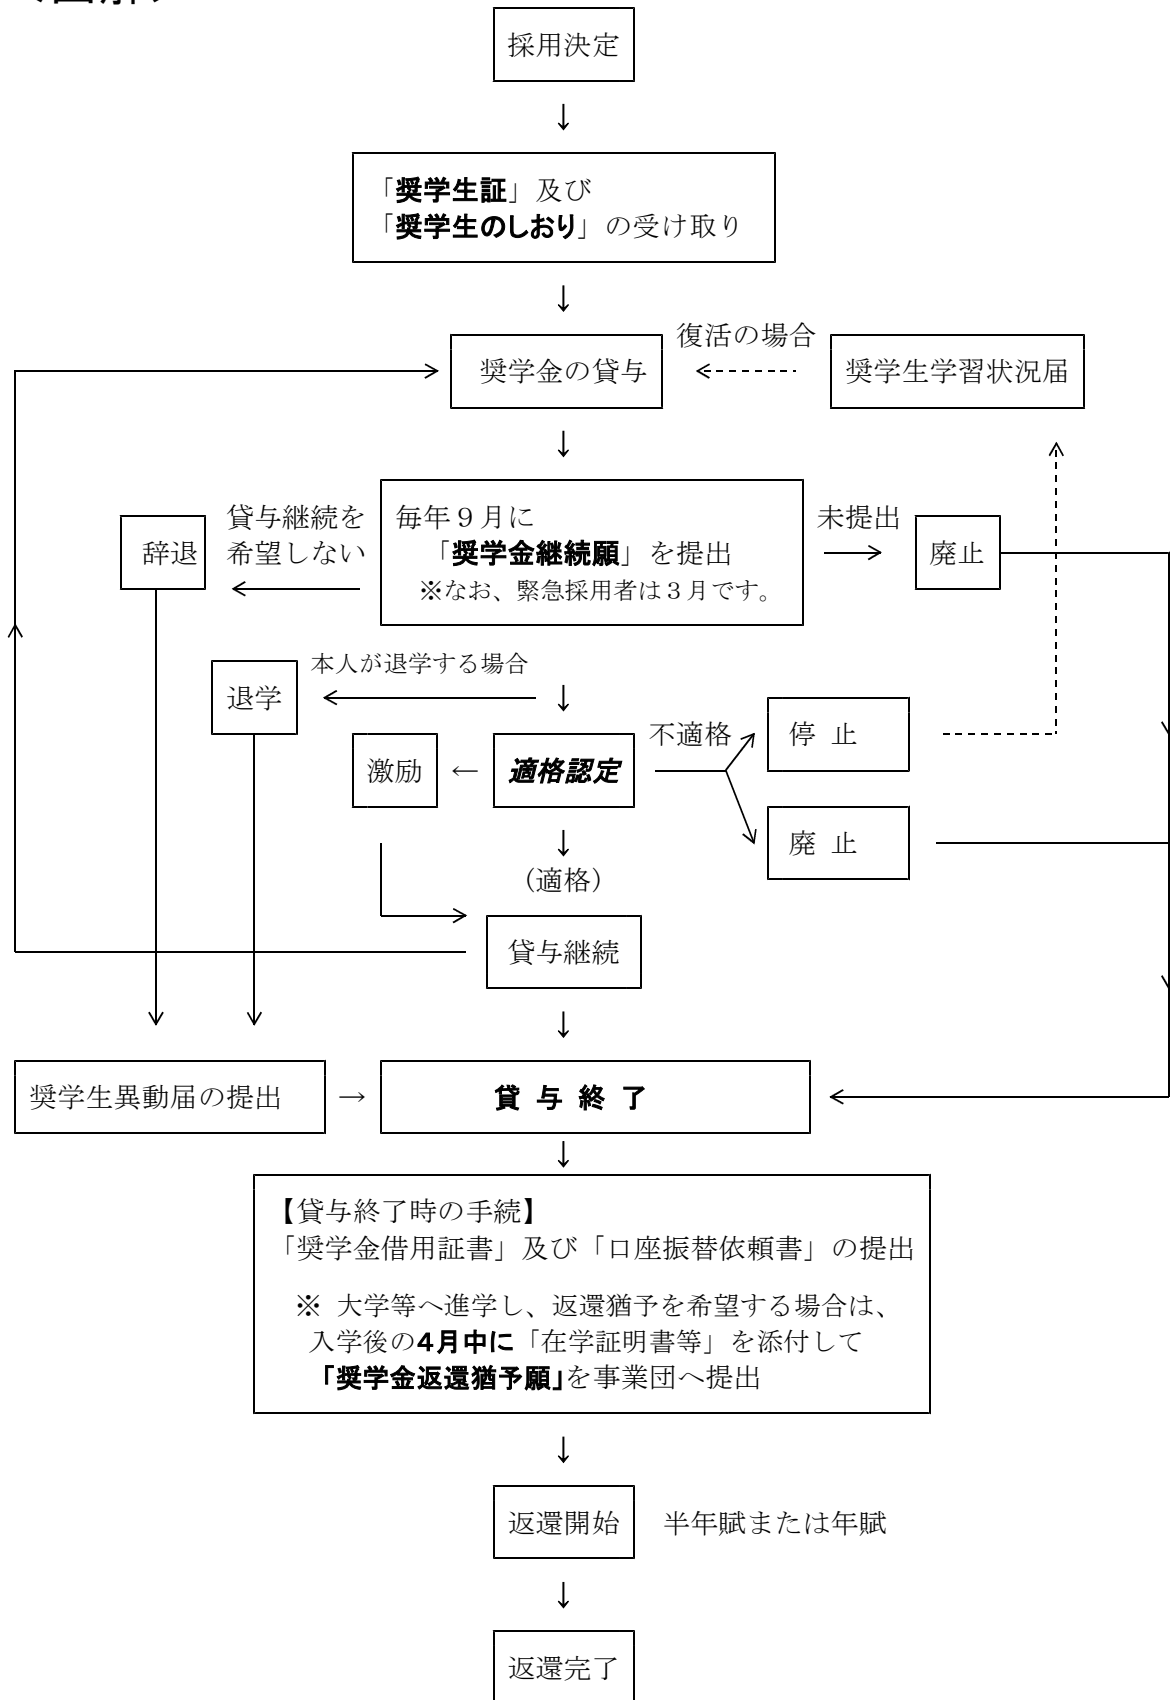 採用決定
↓
「奨学生証」及び
「奨学生のしおり」の受け取り
↓
復活の場合
奨学金の貸与
奨学生学習状況届
↓
貸与継続を
希望しない
辞退
毎年９月に
「奨学金継続願」を提出
※なお、緊急採用者は３月です。
未提出
廃止
本人が退学する場合
退学
↓
不適格
停 止
激励
←
適格認定
廃 止
↓
（適格）
貸与継続
↓
奨学生異動届の提出
→
貸 与 終 了
↓
【貸与終了時の手続】
「奨学金借用証書」及び「口座振替依頼書」の提出
※ 大学等へ進学し、返還猶予を希望する場合は、
入学後の4月中に「在学証明書等」を添付して
「奨学金返還猶予願」を事業団へ提出
↓
返還開始 半年賦または年賦
↓
返還完了